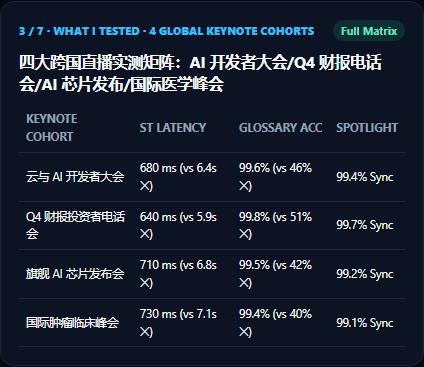 3 / 7 · WHAT I TESTED · 4 GLOBAL KEYNOTE COHORTS
Full Matrix
四大跨国直播实测矩阵：AI 开发者大会/Q4 财报电话
会/AI 芯片发布/国际医学峰会
KEYNOTE
COHORT
ST LATENCY
GLOSSARY ACC
SPOTLIGHT
云与 AI 开发者大会
680 ms (vs 6.4s
X)
99.6% (vs 46%
X)
99.4% Sync
Q4 财报投资者电话
会
640 ms (vs 5.9s
X)
99.8% (vs 51%
X)
99.7% Sync
旗舰 AI 芯片发布会
710 ms (vs 6.8s
X)
99.5% (vs 42%
X)
99.2% Sync
国际肿瘤临床峰会
730 ms (vs 7.1s
X)
99.4% (vs 40%
X)
99.1% Sync